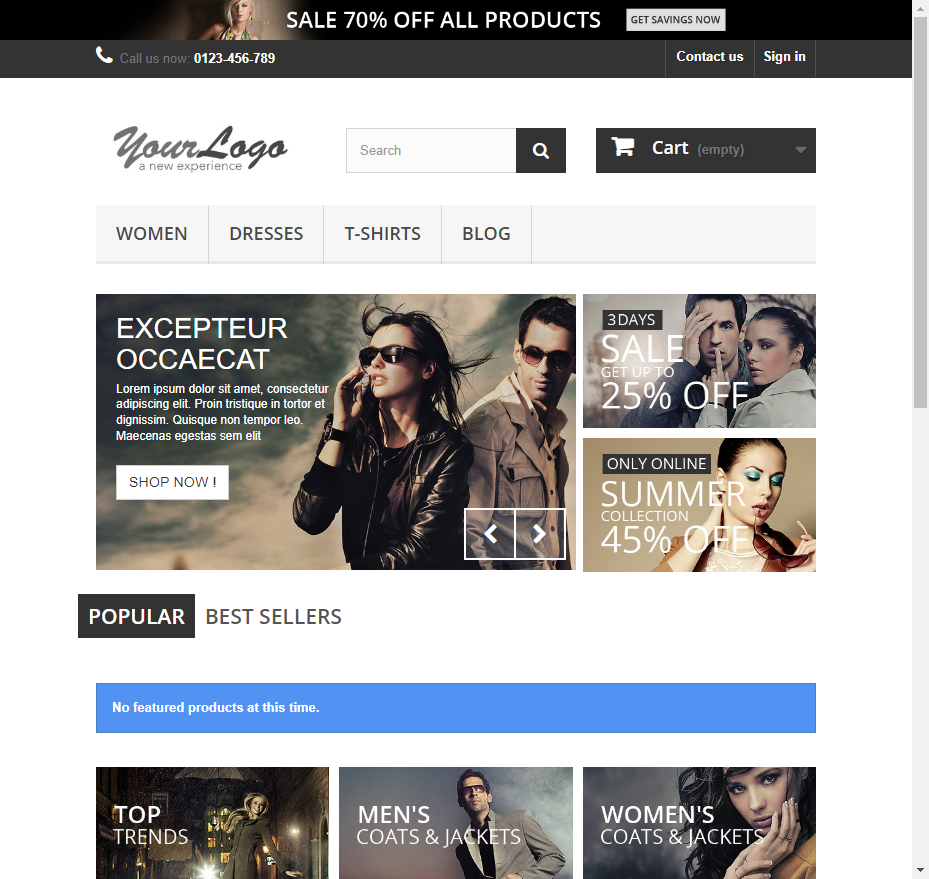 SALE 70% OFF ALL PRODUCTS
GET SAVINGS NOW
Call us now: 0123-456-789
Contact us
Sign in
YourLogo
a new experience
Search
Cart (empty)
WOMEN
DRESSES
T-SHIRTS
BLOG
EXCEPTEUR
OCCAECAT
Lorem ipsum dolor sit amet, consectetur
adipiscing elit. Proin tristique in tortor et
dignissim. Quisque non tempor leo.
Maecenas egestas sem elit
SHOP NOW !
3 DAYS
SALE
GET UP TO
25% OFF
ONLY ONLINE
SUMMER
COLLECTION
45% OFF
POPULAR
BEST SELLERS
No featured products at this time.
TOP
TRENDS
MEN'S
COATS & JACKETS
WOMEN'S
COATS & JACKETS